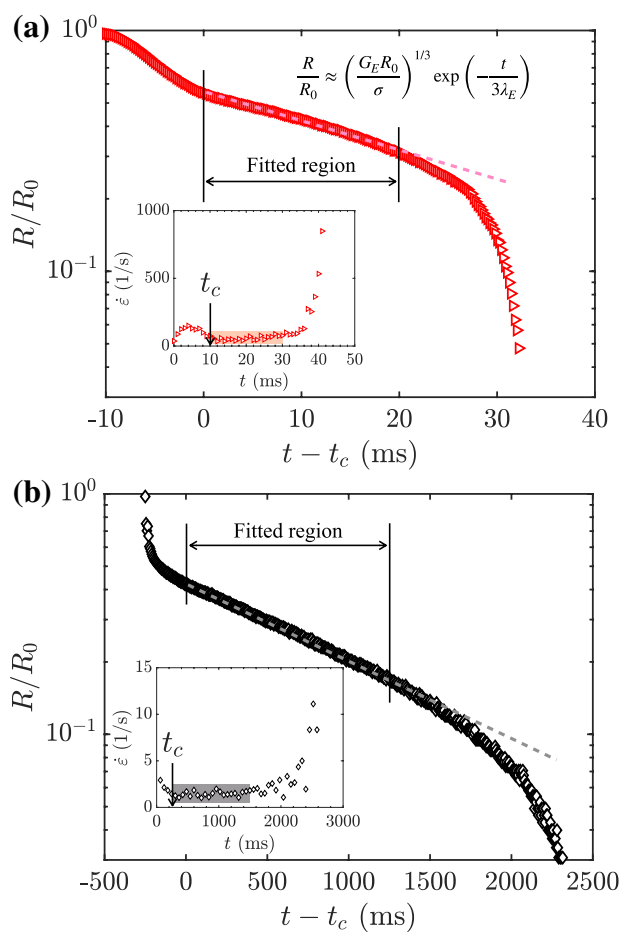 (a)
10^0
R/R_0 ≈ (G_E R_0 / σ)^{1/3} exp(−t / 3λ_E)
Fitted region
R/R_0
1000
ε̇ (1/s)
t_c
500
10^{-1}
0
0 10 20 30 40 50
t (ms)
-10 0 10 20 30 40
t − t_c (ms)
(b)
10^0
Fitted region
R/R_0
15
ε̇ (1/s)
10
t_c
5
10^{-1}
0
0 1000 2000 3000
t (ms)
-500 0 500 1000 1500 2000 2500
t − t_c (ms)